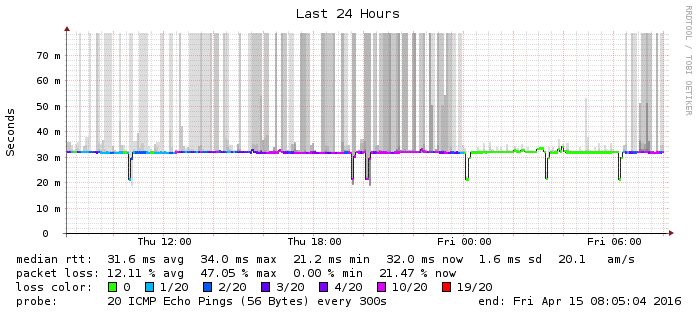 Last 24 Hours
RRDTOOL / TOBI OETIKER
Seconds
70 m
60 m
50 m
40 m
30 m
20 m
10 m
0
Thu 12:00 Thu 18:00 Fri 00:00 Fri 06:00
median rtt: 31.6 ms avg 34.0 ms max 21.2 ms min 32.0 ms now 1.6 ms sd 20.1 am/s
packet loss: 12.11 % avg 47.05 % max 0.00 % min 21.47 % now
loss color: 0 1/20 2/20 3/20 4/20 10/20 19/20
probe: 20 ICMP Echo Pings (56 Bytes) every 300s end: Fri Apr 15 08:05:04 2016